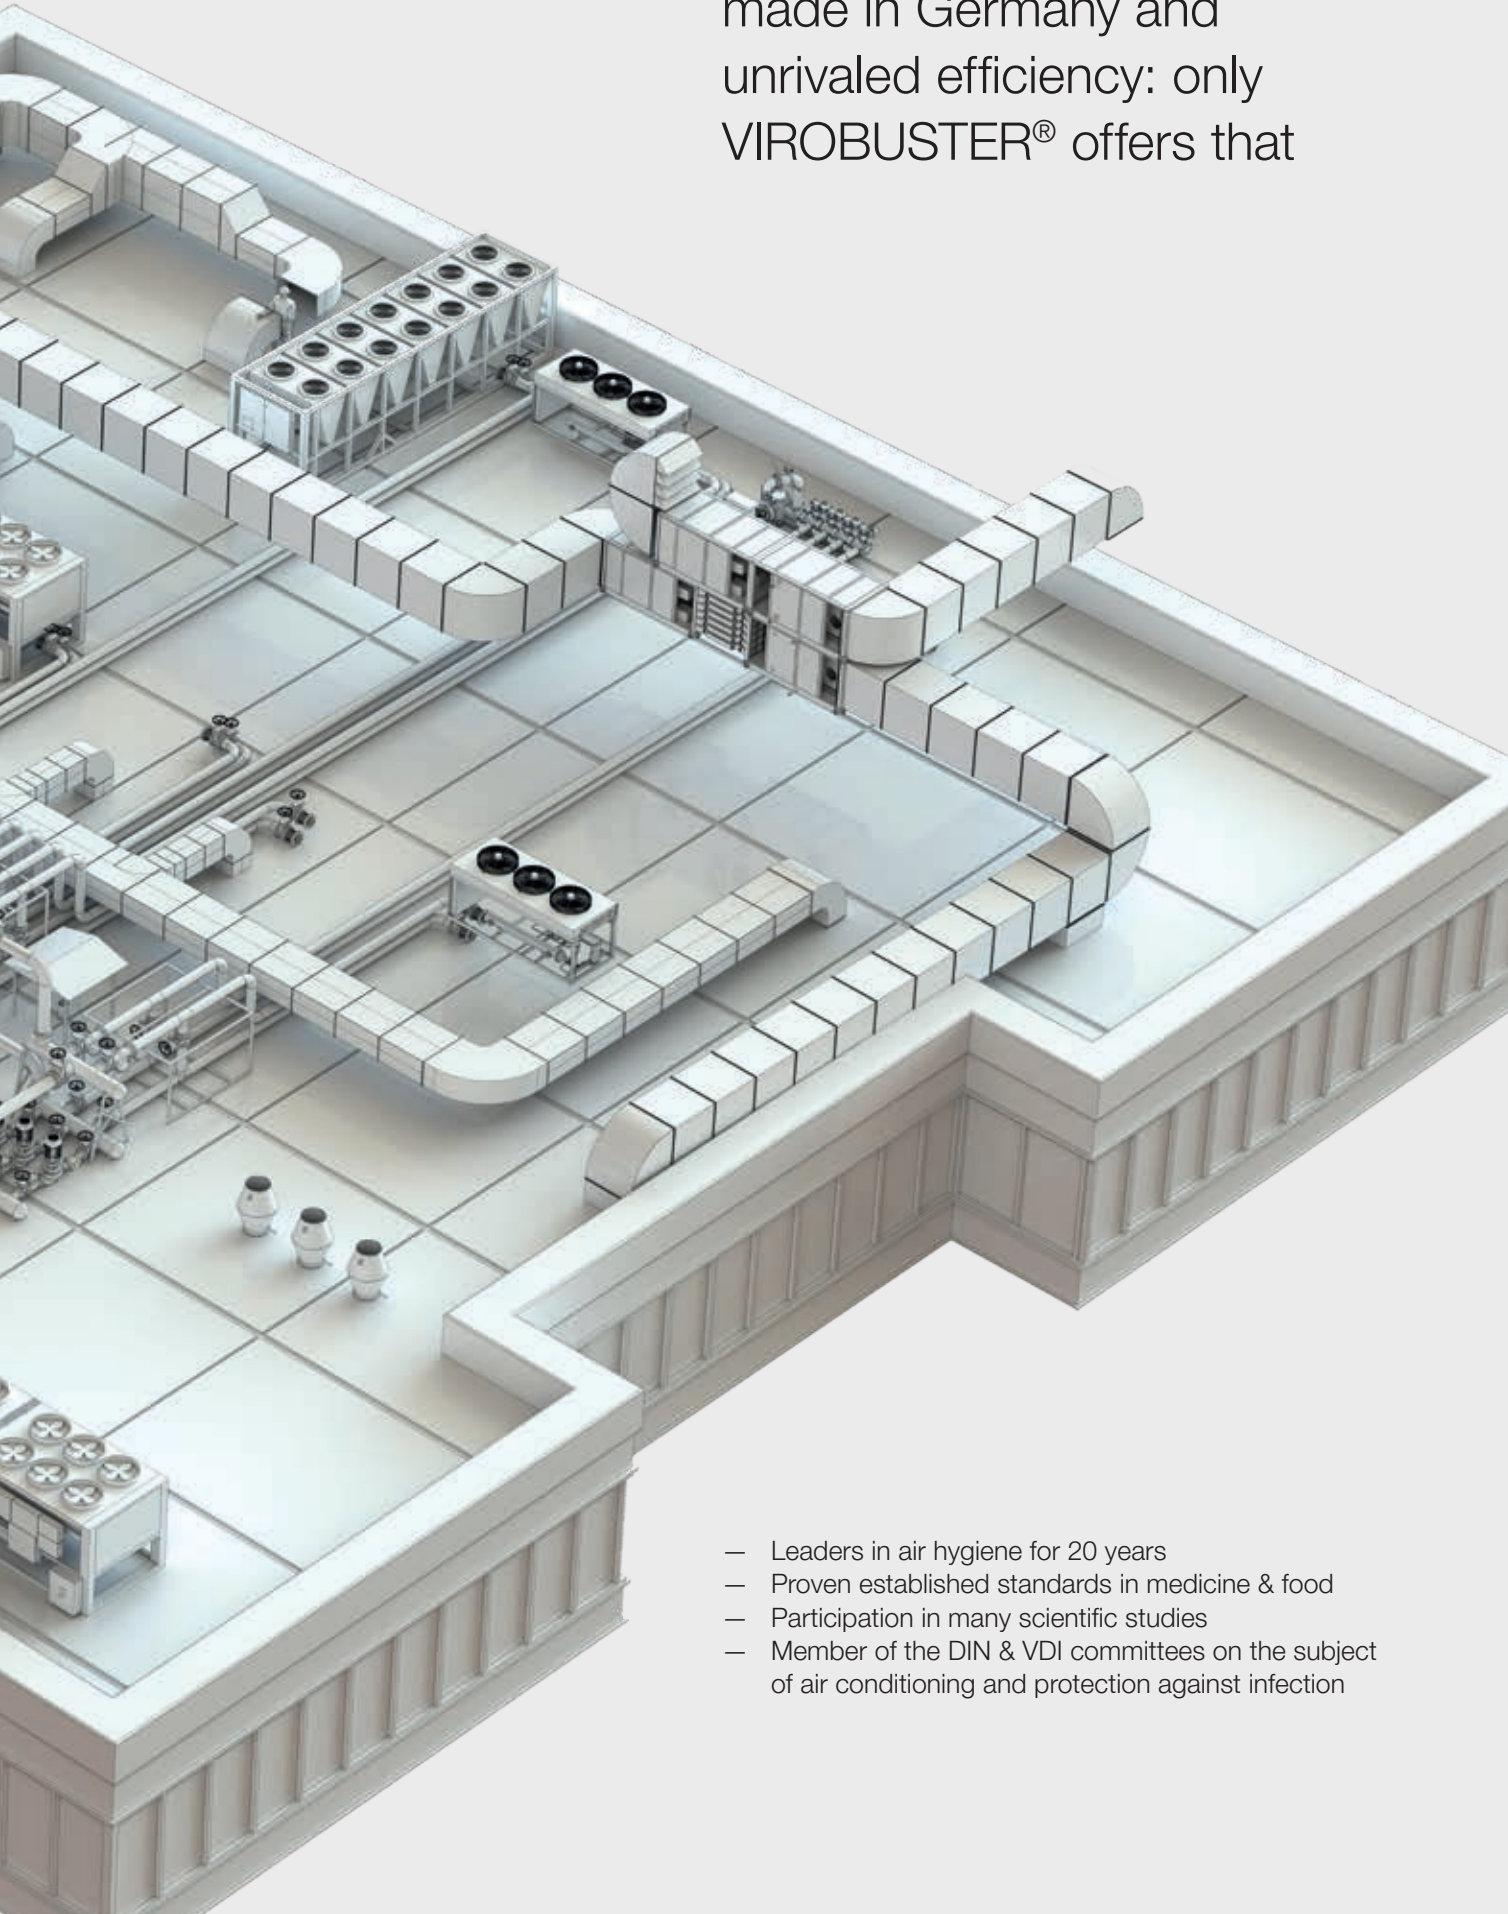 made in Germany and
unrivaled efficiency: only
VIROBUSTER® offers that
— Leaders in air hygiene for 20 years
— Proven established standards in medicine & food
— Participation in many scientific studies
— Member of the DIN & VDI committees on the subject
of air conditioning and protection against infection